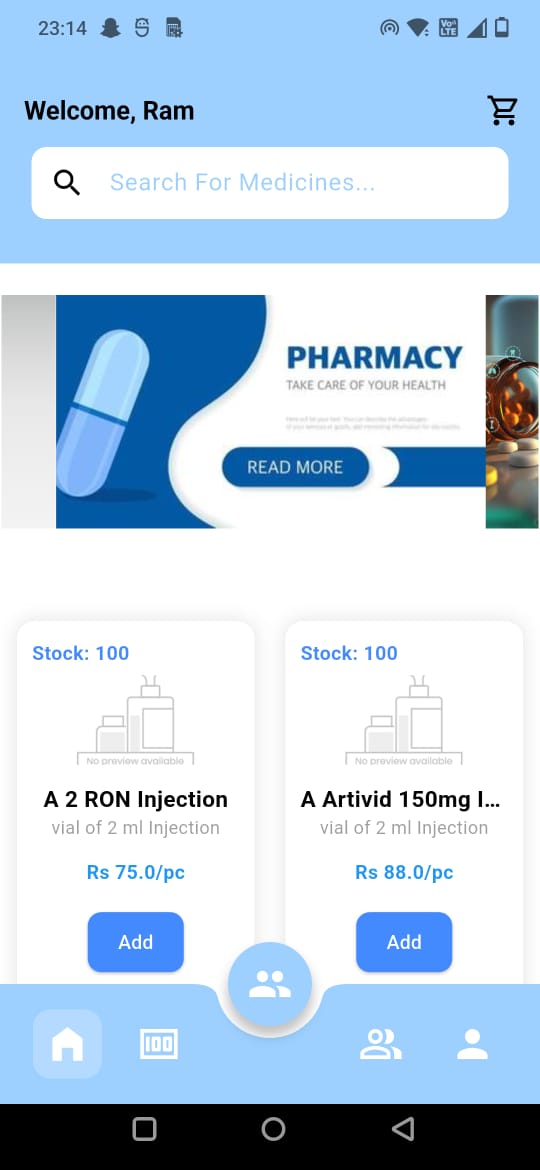 23:14
Vo LTE
Welcome, Ram
Search For Medicines...
PHARMACY
TAKE CARE OF YOUR HEALTH
READ MORE
Stock: 100
Stock: 100
No preview available
No preview available
A 2 RON Injection
A Artivid 150mg I...
vial of 2 ml Injection
vial of 2 ml Injection
Rs 75.0/pc
Rs 88.0/pc
Add
Add
100